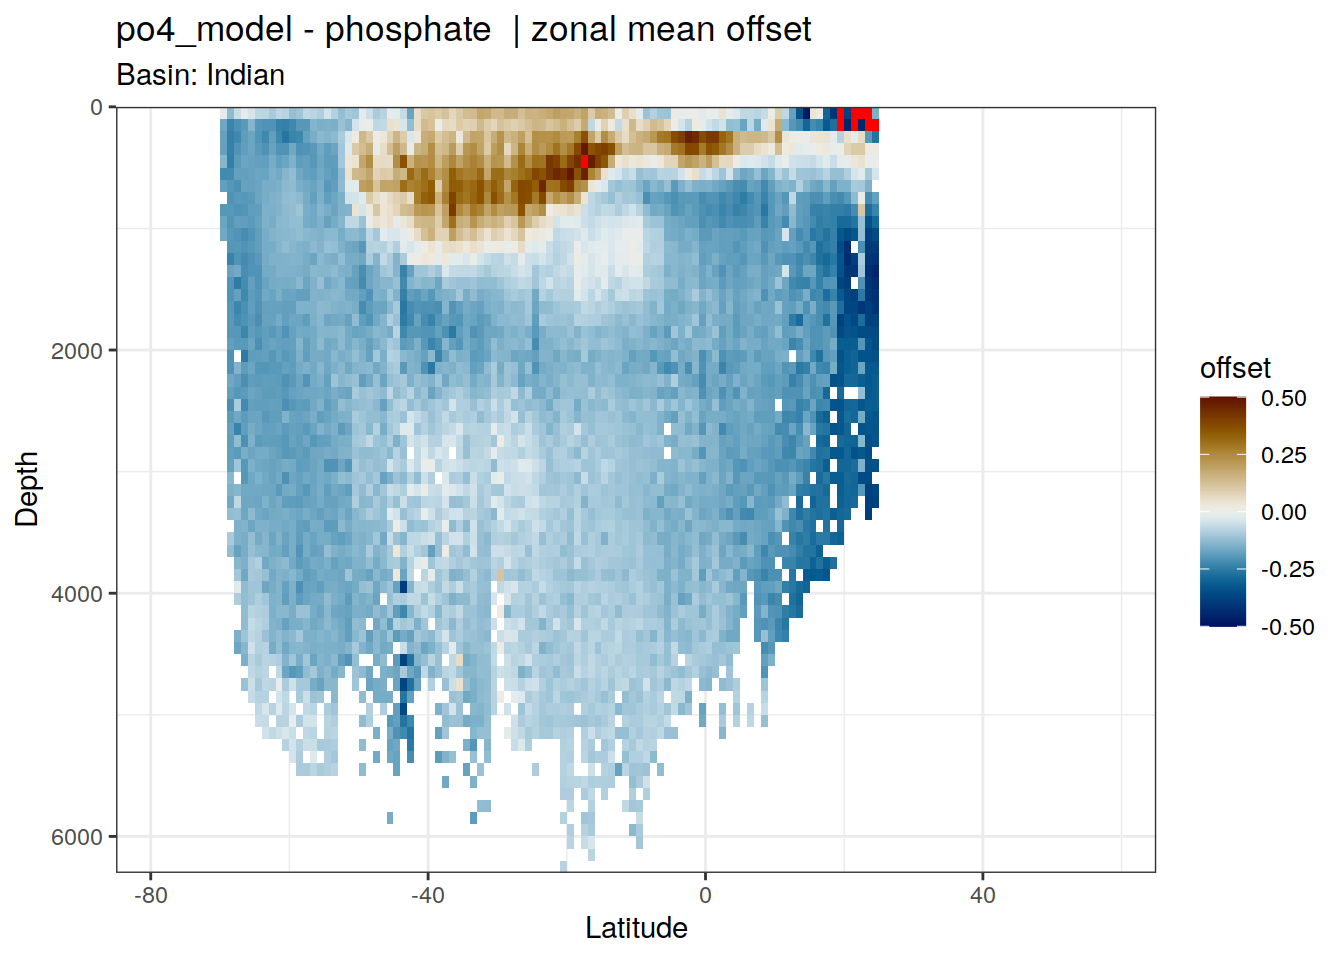 po4_model - phosphate  | zonal mean offset
Basin: Indian
0
2000
4000
6000
Depth
-80
-40
0
40
Latitude
offset
0.50
0.25
0.00
-0.25
-0.50